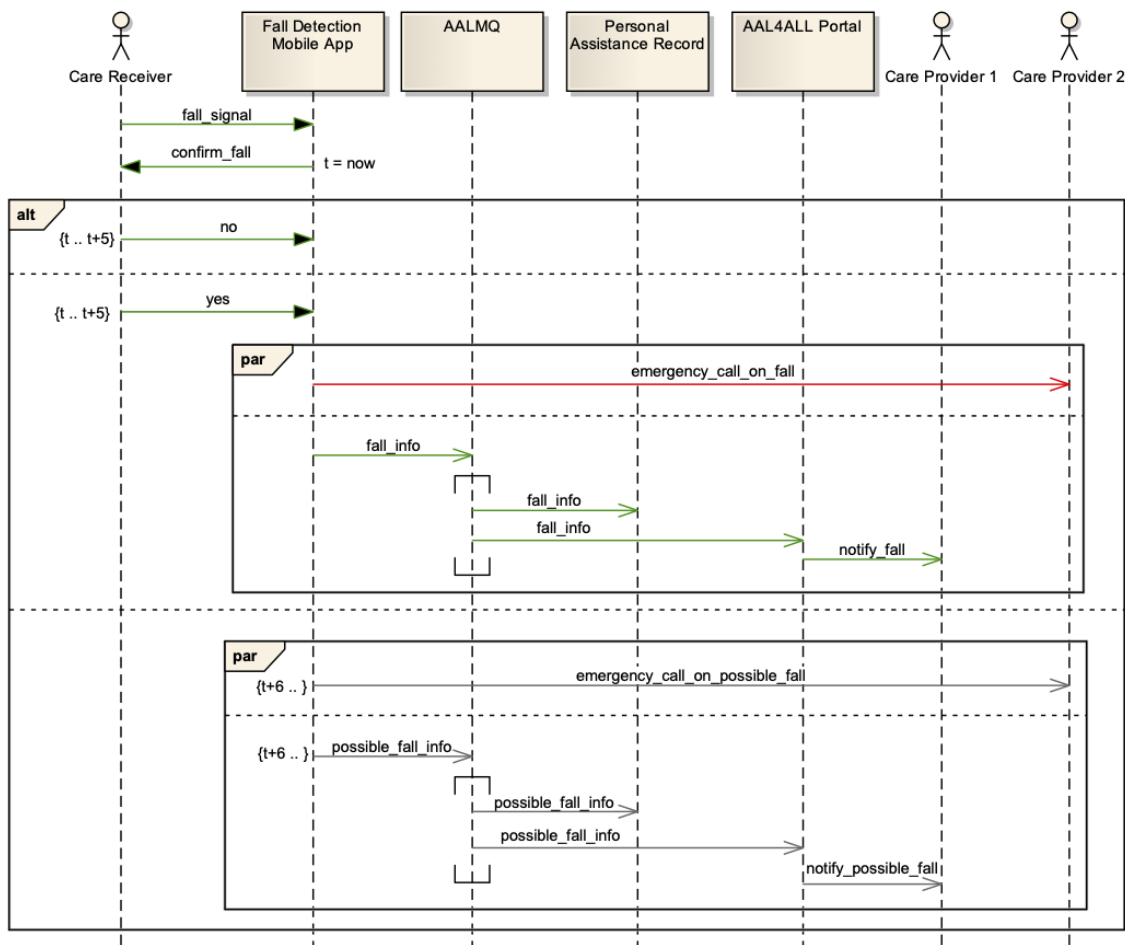 Care Receiver
Fall Detection
Mobile App
AALMQ
Personal
Assistance Record
AAL4ALL Portal
Care Provider 1
Care Provider 2
fall_signal
confirm_fall
t = now
alt
no
{t .. t+5}
yes
{t .. t+5}
par
emergency_call_on_fall
fall_info
fall_info
fall_info
notify_fall
par
emergency_call_on_possible_fall
{t+6 .. }
possible_fall_info
{t+6 .. }
possible_fall_info
possible_fall_info
notify_possible_fall